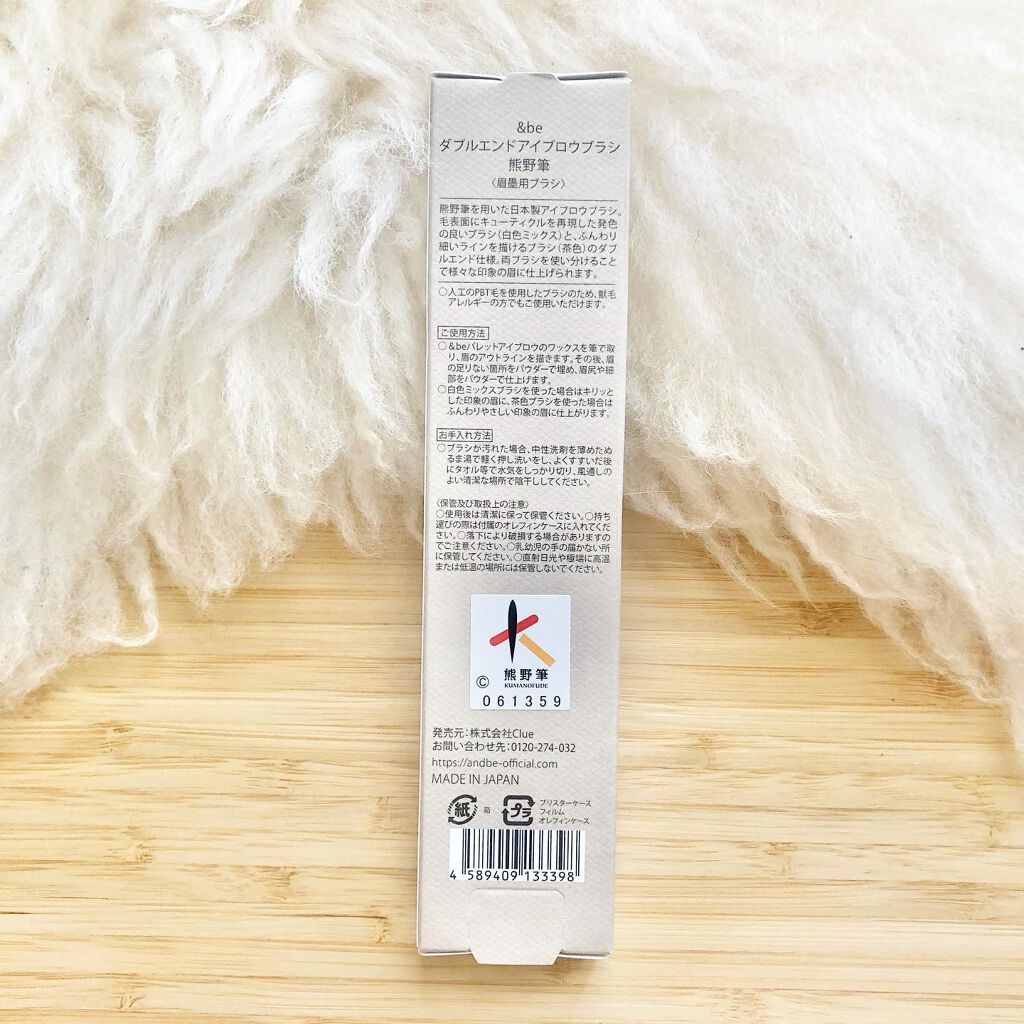 &be
ダブルエンドアイブロウブラシ
熊野筆
〈眉墨用ブラシ〉
熊野筆を用いた日本製アイブロウブラシ。
毛表面にキューティクルを再現した発色
の良いブラシ(白色ミックス)と、ふんわり
細いラインを描けるブラシ(茶色)のダブ
ルエンド仕様。両ブラシを使い分けること
で様々な印象の眉に仕上げられます。
○人工のPBT毛を使用したブラシのため、獣毛
アレルギーの方でもご使用いただけます。
ご使用方法
○&beパレットアイブロウのワックスを筆で取
り、眉のアウトラインを描きます。その後、眉
の足りない箇所をパウダーで埋め、眉尻や細
部をパウダーで仕上げます。
○白色ミックスブラシを使った場合はキリッと
した印象の眉に、茶色ブラシを使った場合は
ふんわりやさしい印象の眉に仕上がります。
お手入れ方法
○ブラシが汚れた場合、中性洗剤を薄めたぬ
るま湯で軽く押し洗いをし、よくすすいだ後
にタオル等で水気をしっかり切り、風通しの
よい清潔な場所で陰干ししてください。
〈保管及び取扱上の注意〉
○使用後は清潔に保って保管ください。○持ち
運びの際は付属のオレフィンケースに入れてくだ
さい。○落下により破損する場合がありますの
でご注意ください。○乳幼児の手の届かない所
に保管してください。○直射日光や極端に高温
または低温の場所には保管しないでください。
熊野筆
© KUMANOFUDE
061359
発売元:株式会社Clue
お問い合わせ先:0120-274-032
https://andbe-official.com
MADE IN JAPAN
紙 箱 プラ ブリスターケース
フィルム
オレフィンケース
4 589409 133398